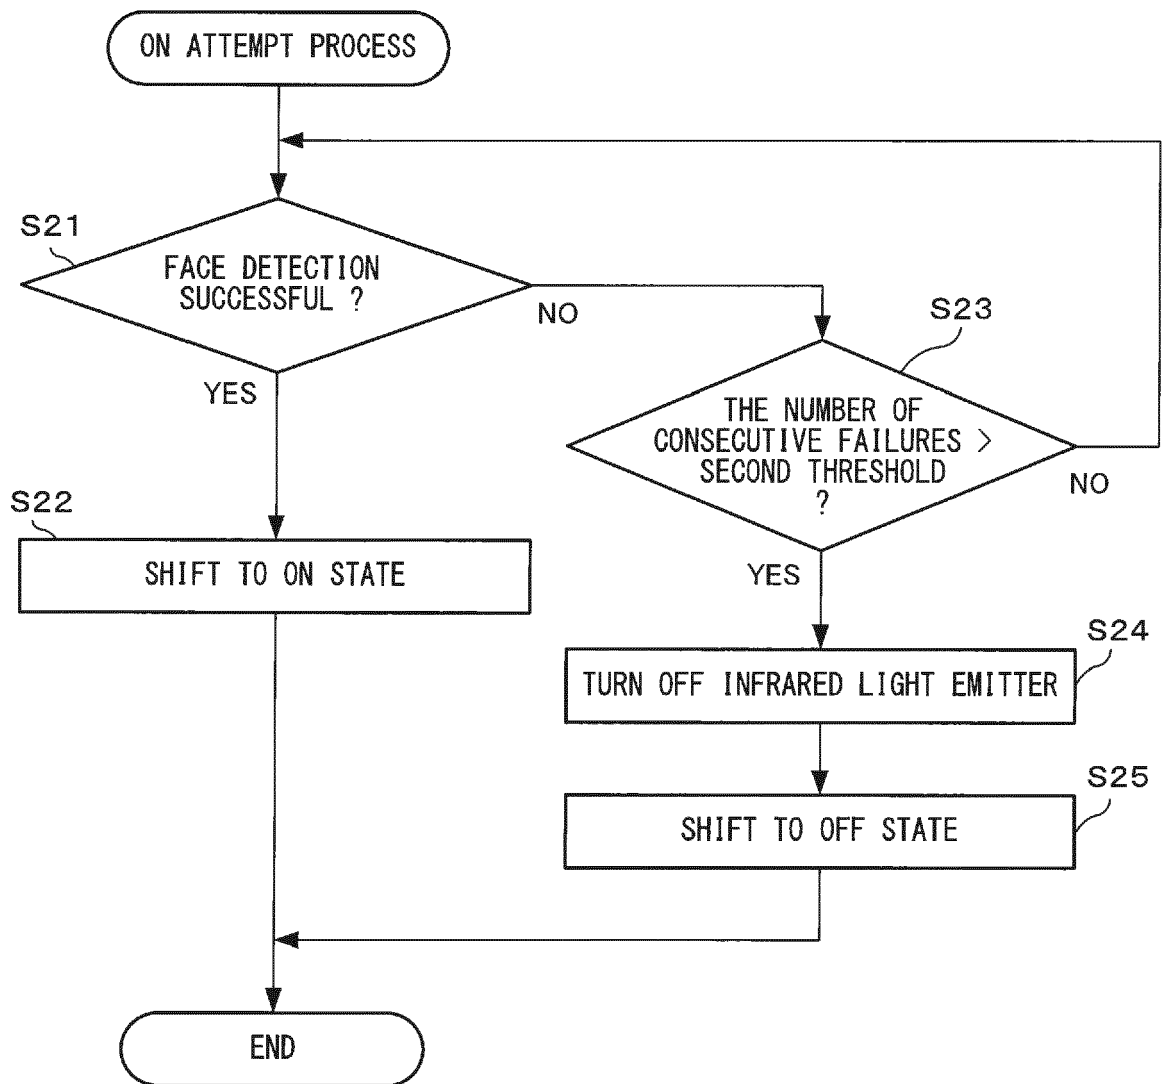 ON ATTEMPT PROCESS
S21
FACE DETECTION
SUCCESSFUL ?
NO
YES
S23
THE NUMBER OF
CONSECUTIVE FAILURES >
SECOND THRESHOLD
?
NO
YES
S22
SHIFT TO ON STATE
S24
TURN OFF INFRARED LIGHT EMITTER
S25
SHIFT TO OFF STATE
END